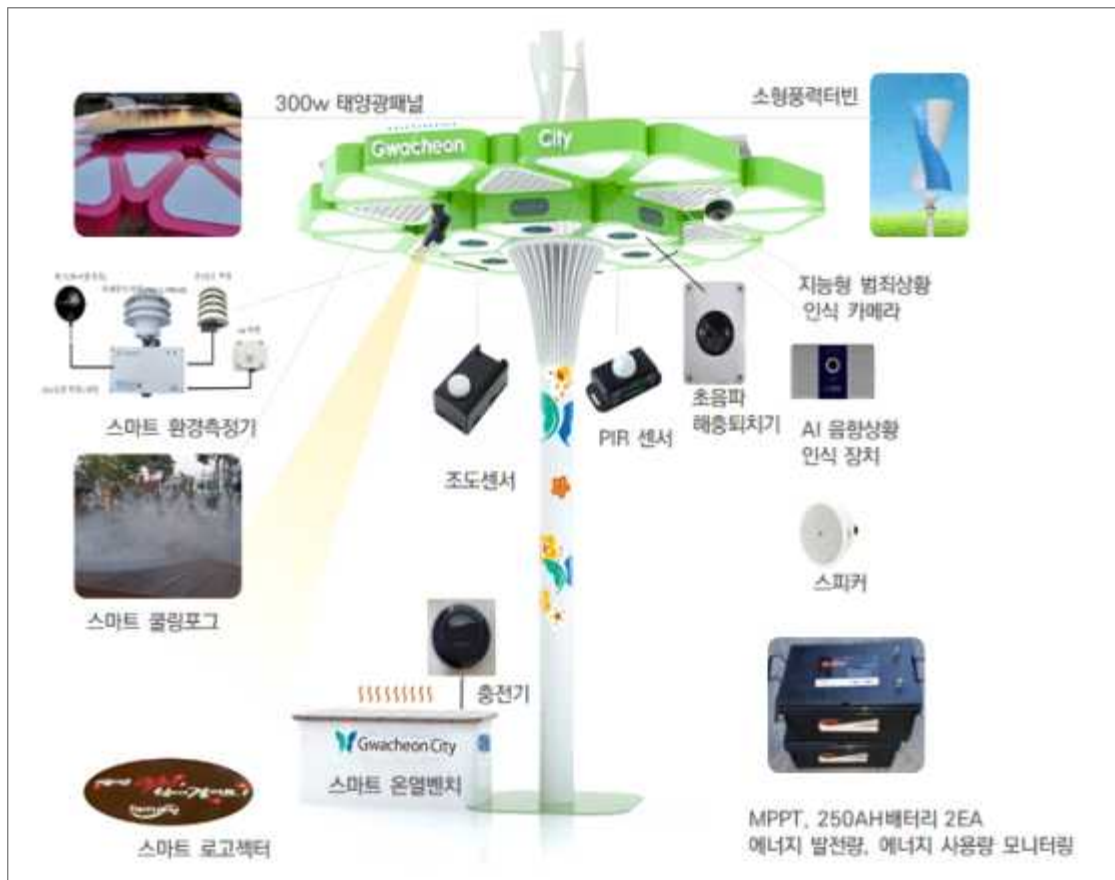 300w 태양광패널
소형풍력터빈
Gwacheon City
지능형 범죄상황
인식 카메라
스마트 환경측정기
조도센서
PIR 센서
초음파
해충퇴치기
AI 음향상황
인식 장치
스마트 쿨링포그
스피커
충전기
Gwacheon City
스마트 온열벤치
스마트 로고젝터
MPPT, 250AH배터리 2EA
에너지 발전량, 에너지 사용량 모니터링